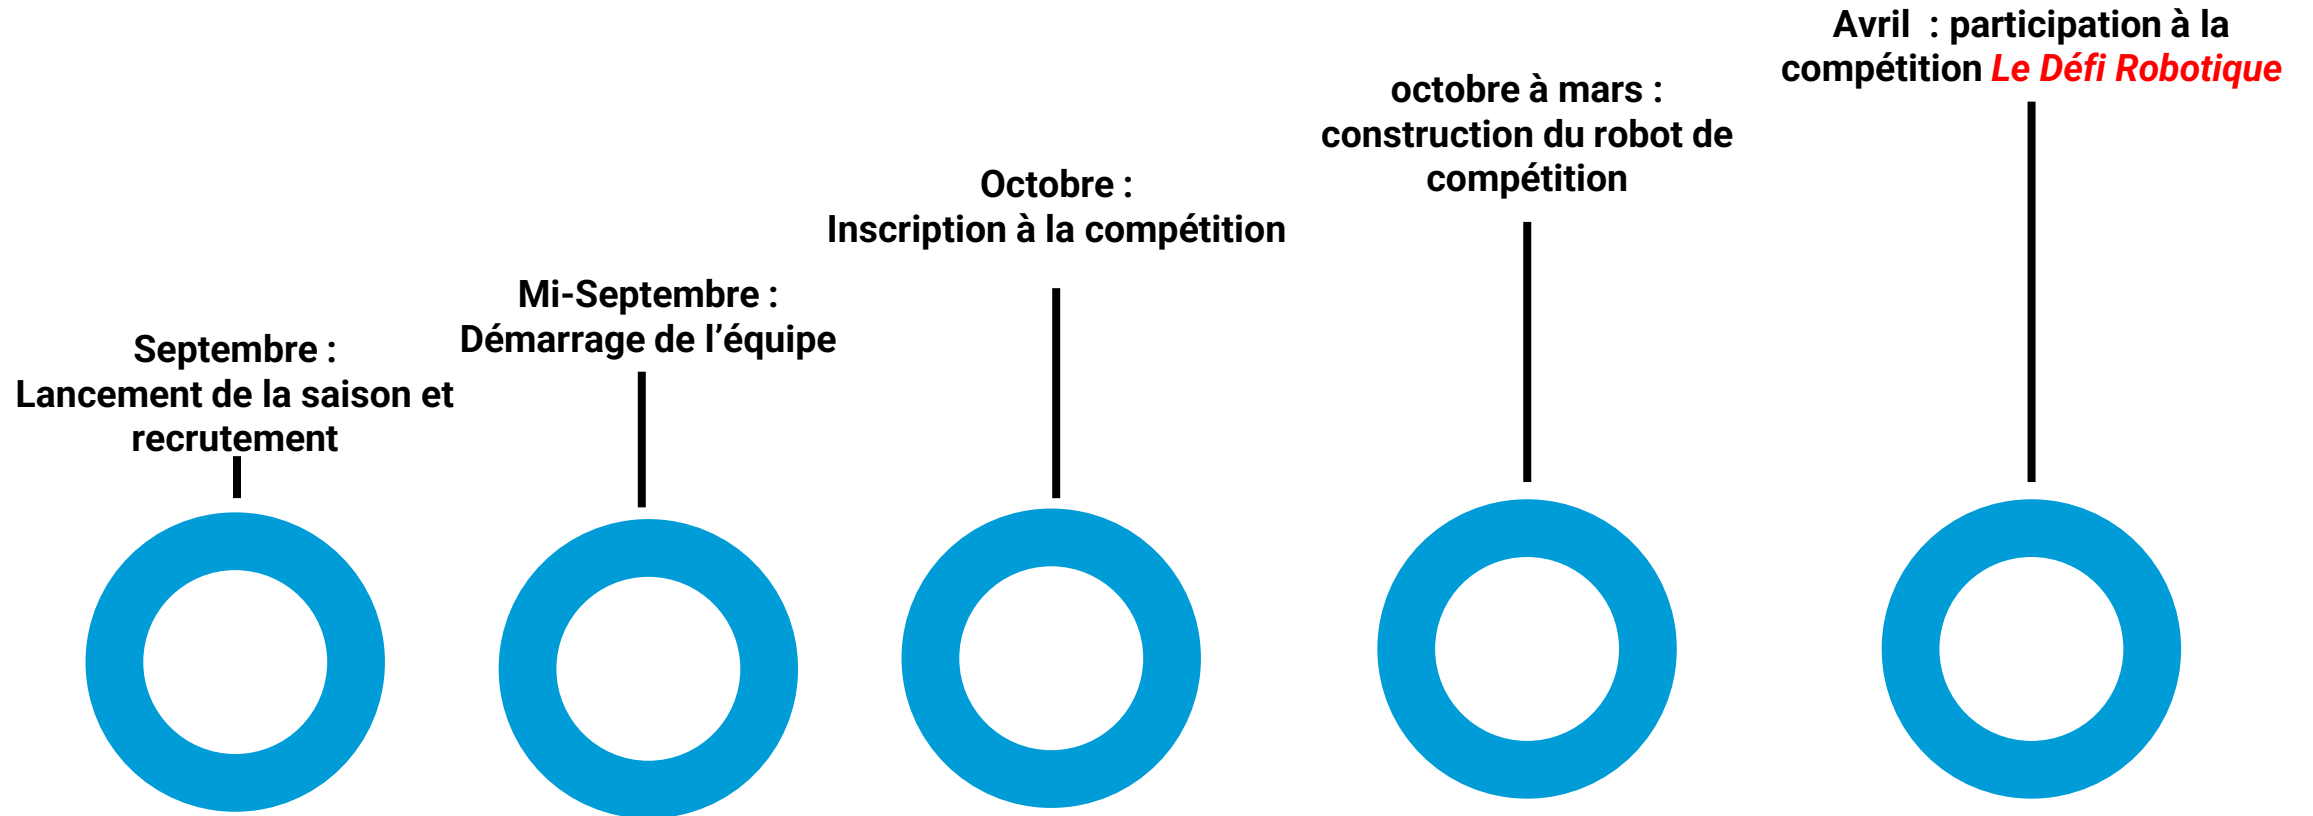 Septembre :
Lancement de la saison et
recrutement
Mi-Septembre :
Démarrage de l’équipe
Octobre :
Inscription à la compétition
octobre à mars :
construction du robot de
compétition
Avril  : participation à la
compétition Le Défi Robotique